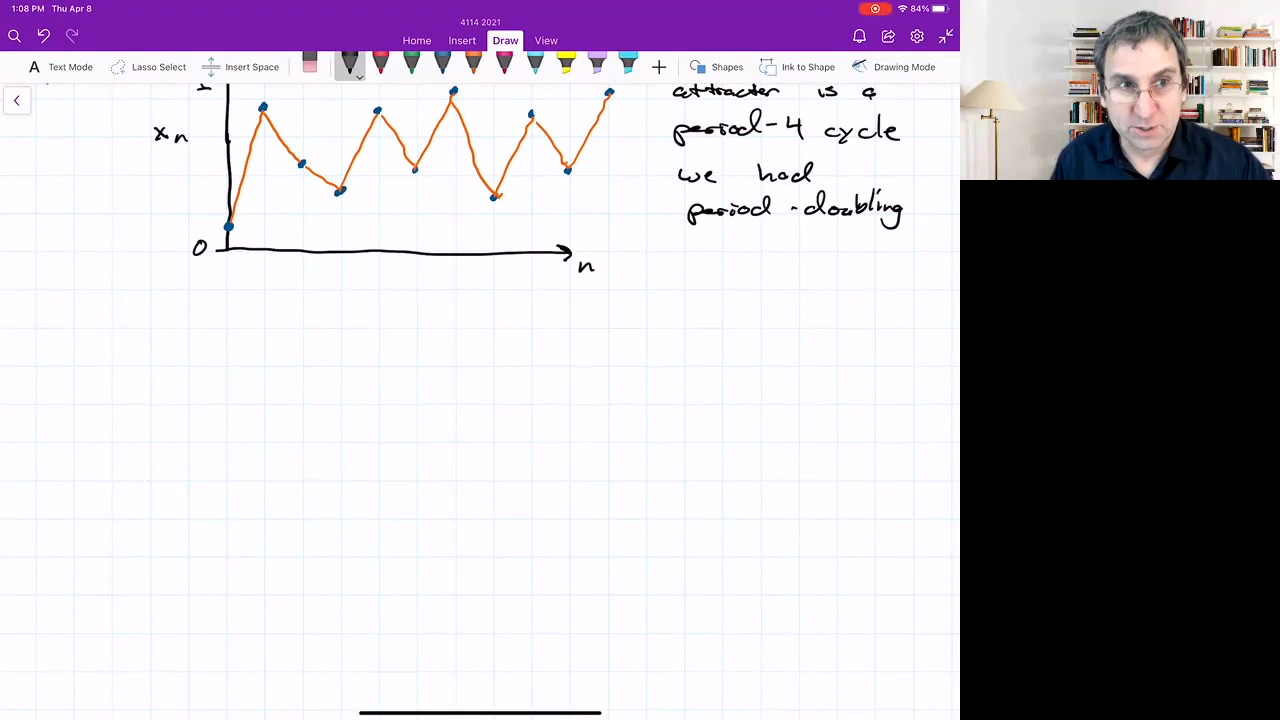 1:08 PM Thu Apr 8
84%
4114 2021
Home Insert Draw View
A Text Mode Lasso Select Insert Space Shapes Ink to Shape Drawing Mode
1
attractor is a
period-4 cycle
we had
period-doubling
xn
0
n